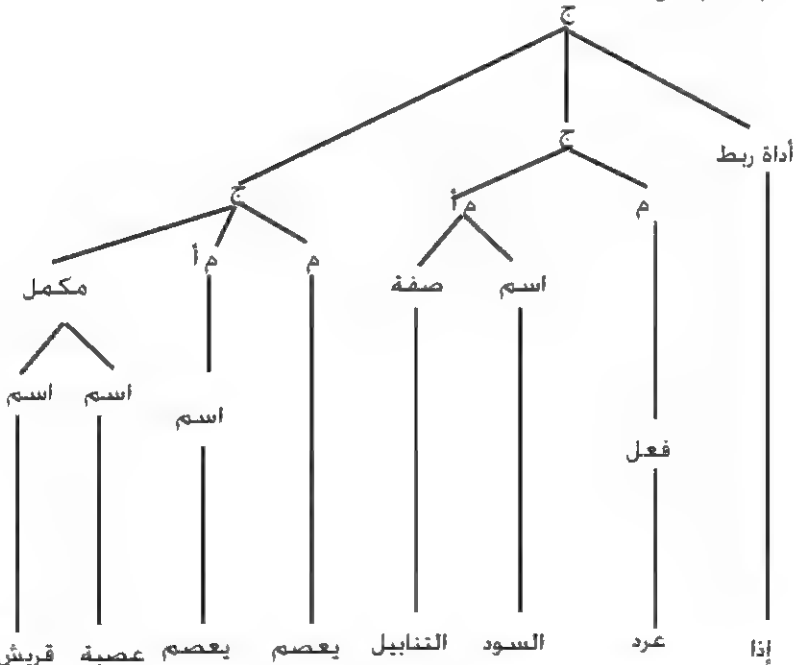 ج
ج أداة ربط
ج م أ م
م م أ مكمل
اسم صفة
اسم اسم
اسم
فعل
إذا عرد السود التنابيل يعصم يعصم عصبة قريش